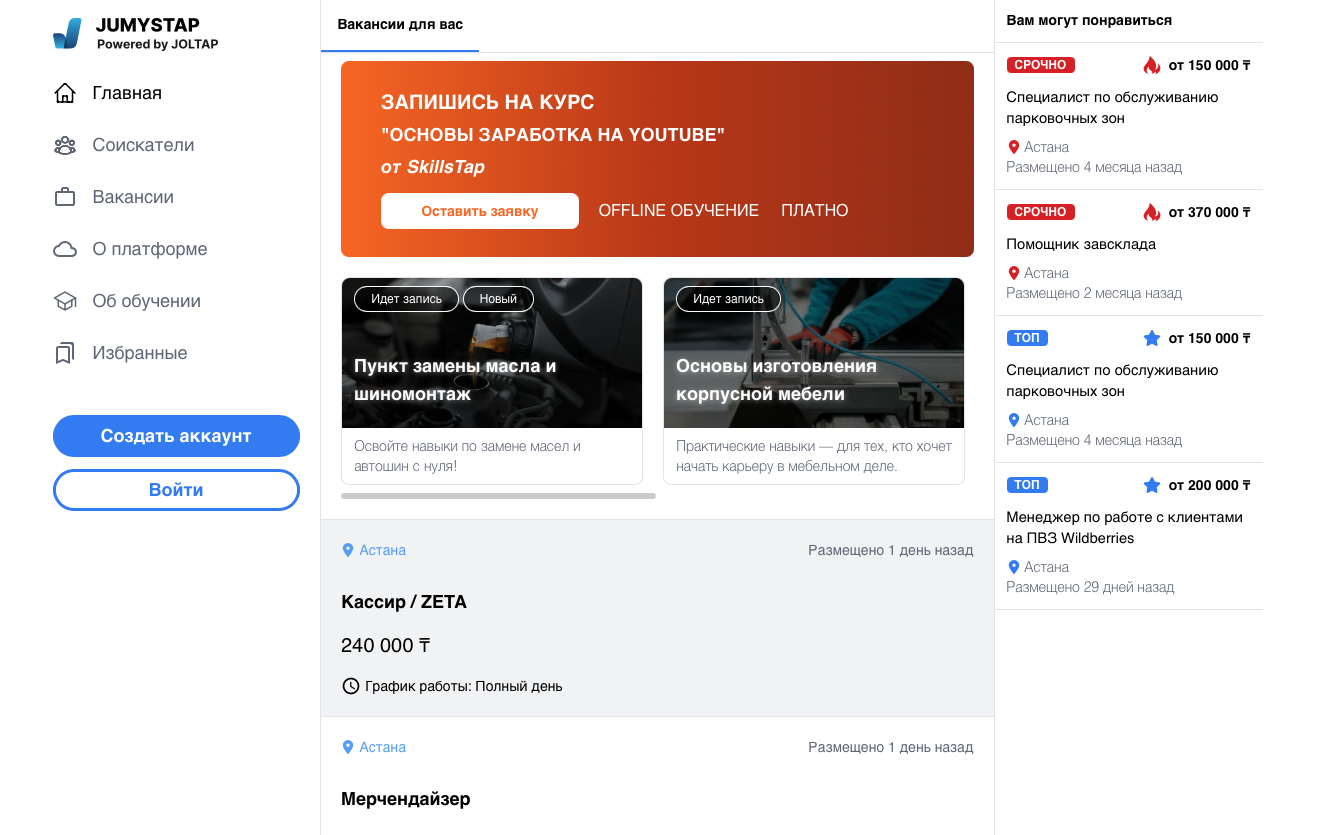 JUMYSTAP
Powered by JOLTAP
Главная
Соискатели
Вакансии
О платформе
Об обучении
Избранные
Создать аккаунт
Войти
Вакансии для вас
ЗАПИШИСЬ НА КУРС
"ОСНОВЫ ЗАРАБОТКА НА YOUTUBE"
от SkillsTap
Оставить заявку OFFLINE ОБУЧЕНИЕ ПЛАТНО
Идет запись Новый
Пункт замены масла и
шиномонтаж
Освойте навыки по замене масел и
автошин с нуля!
Идет запись
Основы изготовления
корпусной мебели
Практические навыки — для тех, кто хочет
начать карьеру в мебельном деле.
Астана Размещено 1 день назад
Кассир / ZETA
240 000 ₸
График работы: Полный день
Астана Размещено 1 день назад
Мерчендайзер
Вам могут понравиться
СРОЧНО от 150 000 ₸
Специалист по обслуживанию
парковочных зон
Астана
Размещено 4 месяца назад
СРОЧНО от 370 000 ₸
Помощник завсклада
Астана
Размещено 2 месяца назад
ТОП от 150 000 ₸
Специалист по обслуживанию
парковочных зон
Астана
Размещено 4 месяца назад
ТОП от 200 000 ₸
Менеджер по работе с клиентами
на ПВЗ Wildberries
Астана
Размещено 29 дней назад